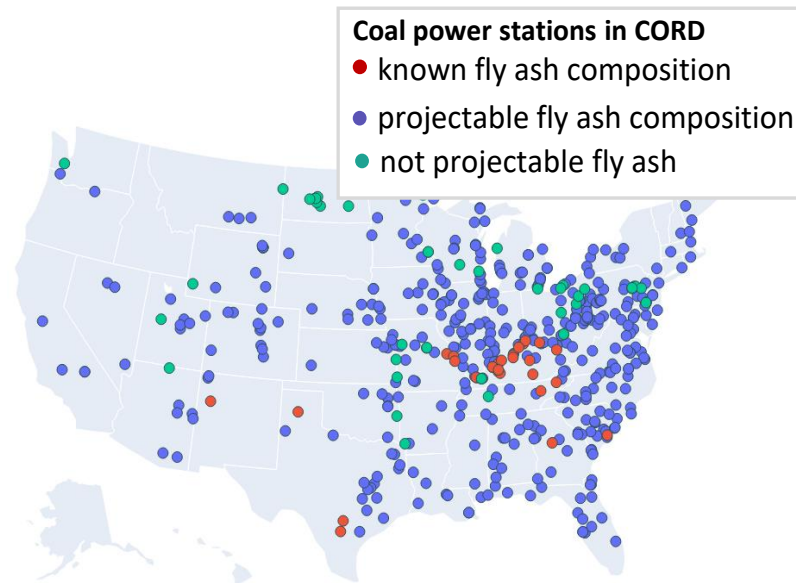 Coal power stations in CORD
known fly ash composition
projectable fly ash composition
not projectable fly ash